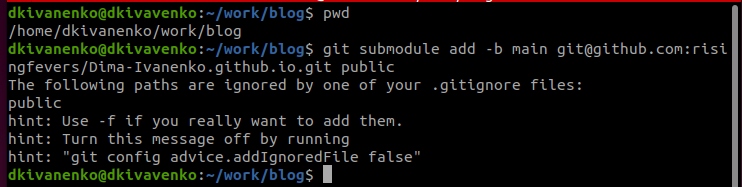 dkivanenko@dkivavenko:~/work/blog$ pwd
/home/dkivanenko/work/blog
dkivanenko@dkivavenko:~/work/blog$ git submodule add -b main git@github.com:risi
ngfevers/Dima-Ivanenko.github.io.git public
The following paths are ignored by one of your .gitignore files:
public
hint: Use -f if you really want to add them.
hint: Turn this message off by running
hint: "git config advice.addIgnoredFile false"
dkivanenko@dkivavenko:~/work/blog$